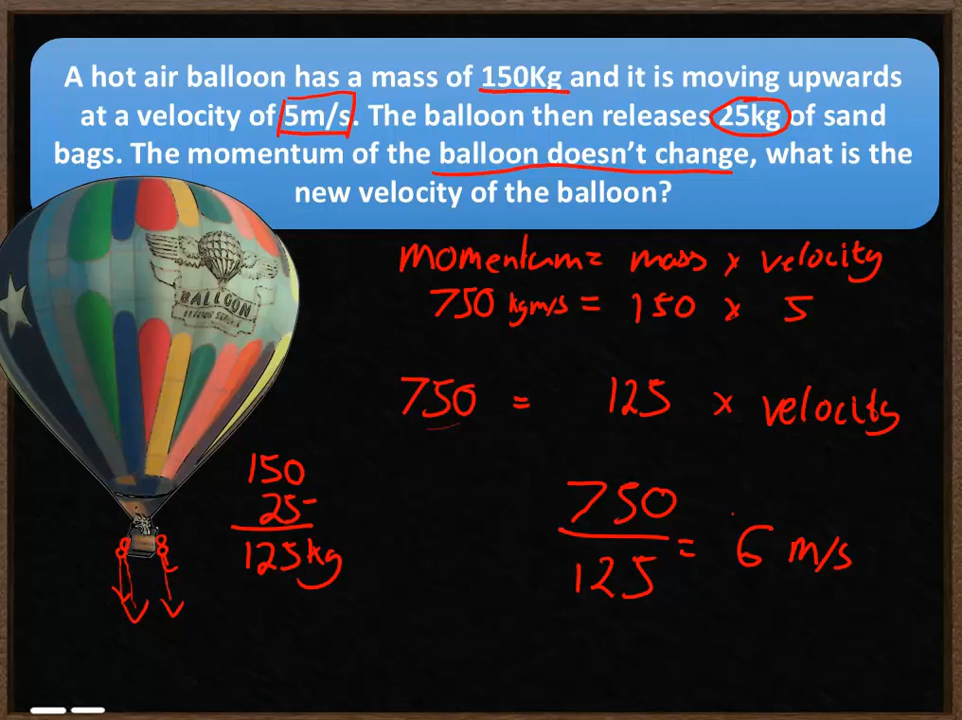 A hot air balloon has a mass of 150Kg and it is moving upwards
at a velocity of 5m/s. The balloon then releases 25kg of sand
bags. The momentum of the balloon doesn't change, what is the
new velocity of the balloon?
momentum = mass x velocity
750 kgm/s = 150 x 5
750 = 125 x velocity
BALLOON
150
25-
125kg
750
125
= 6 m/s